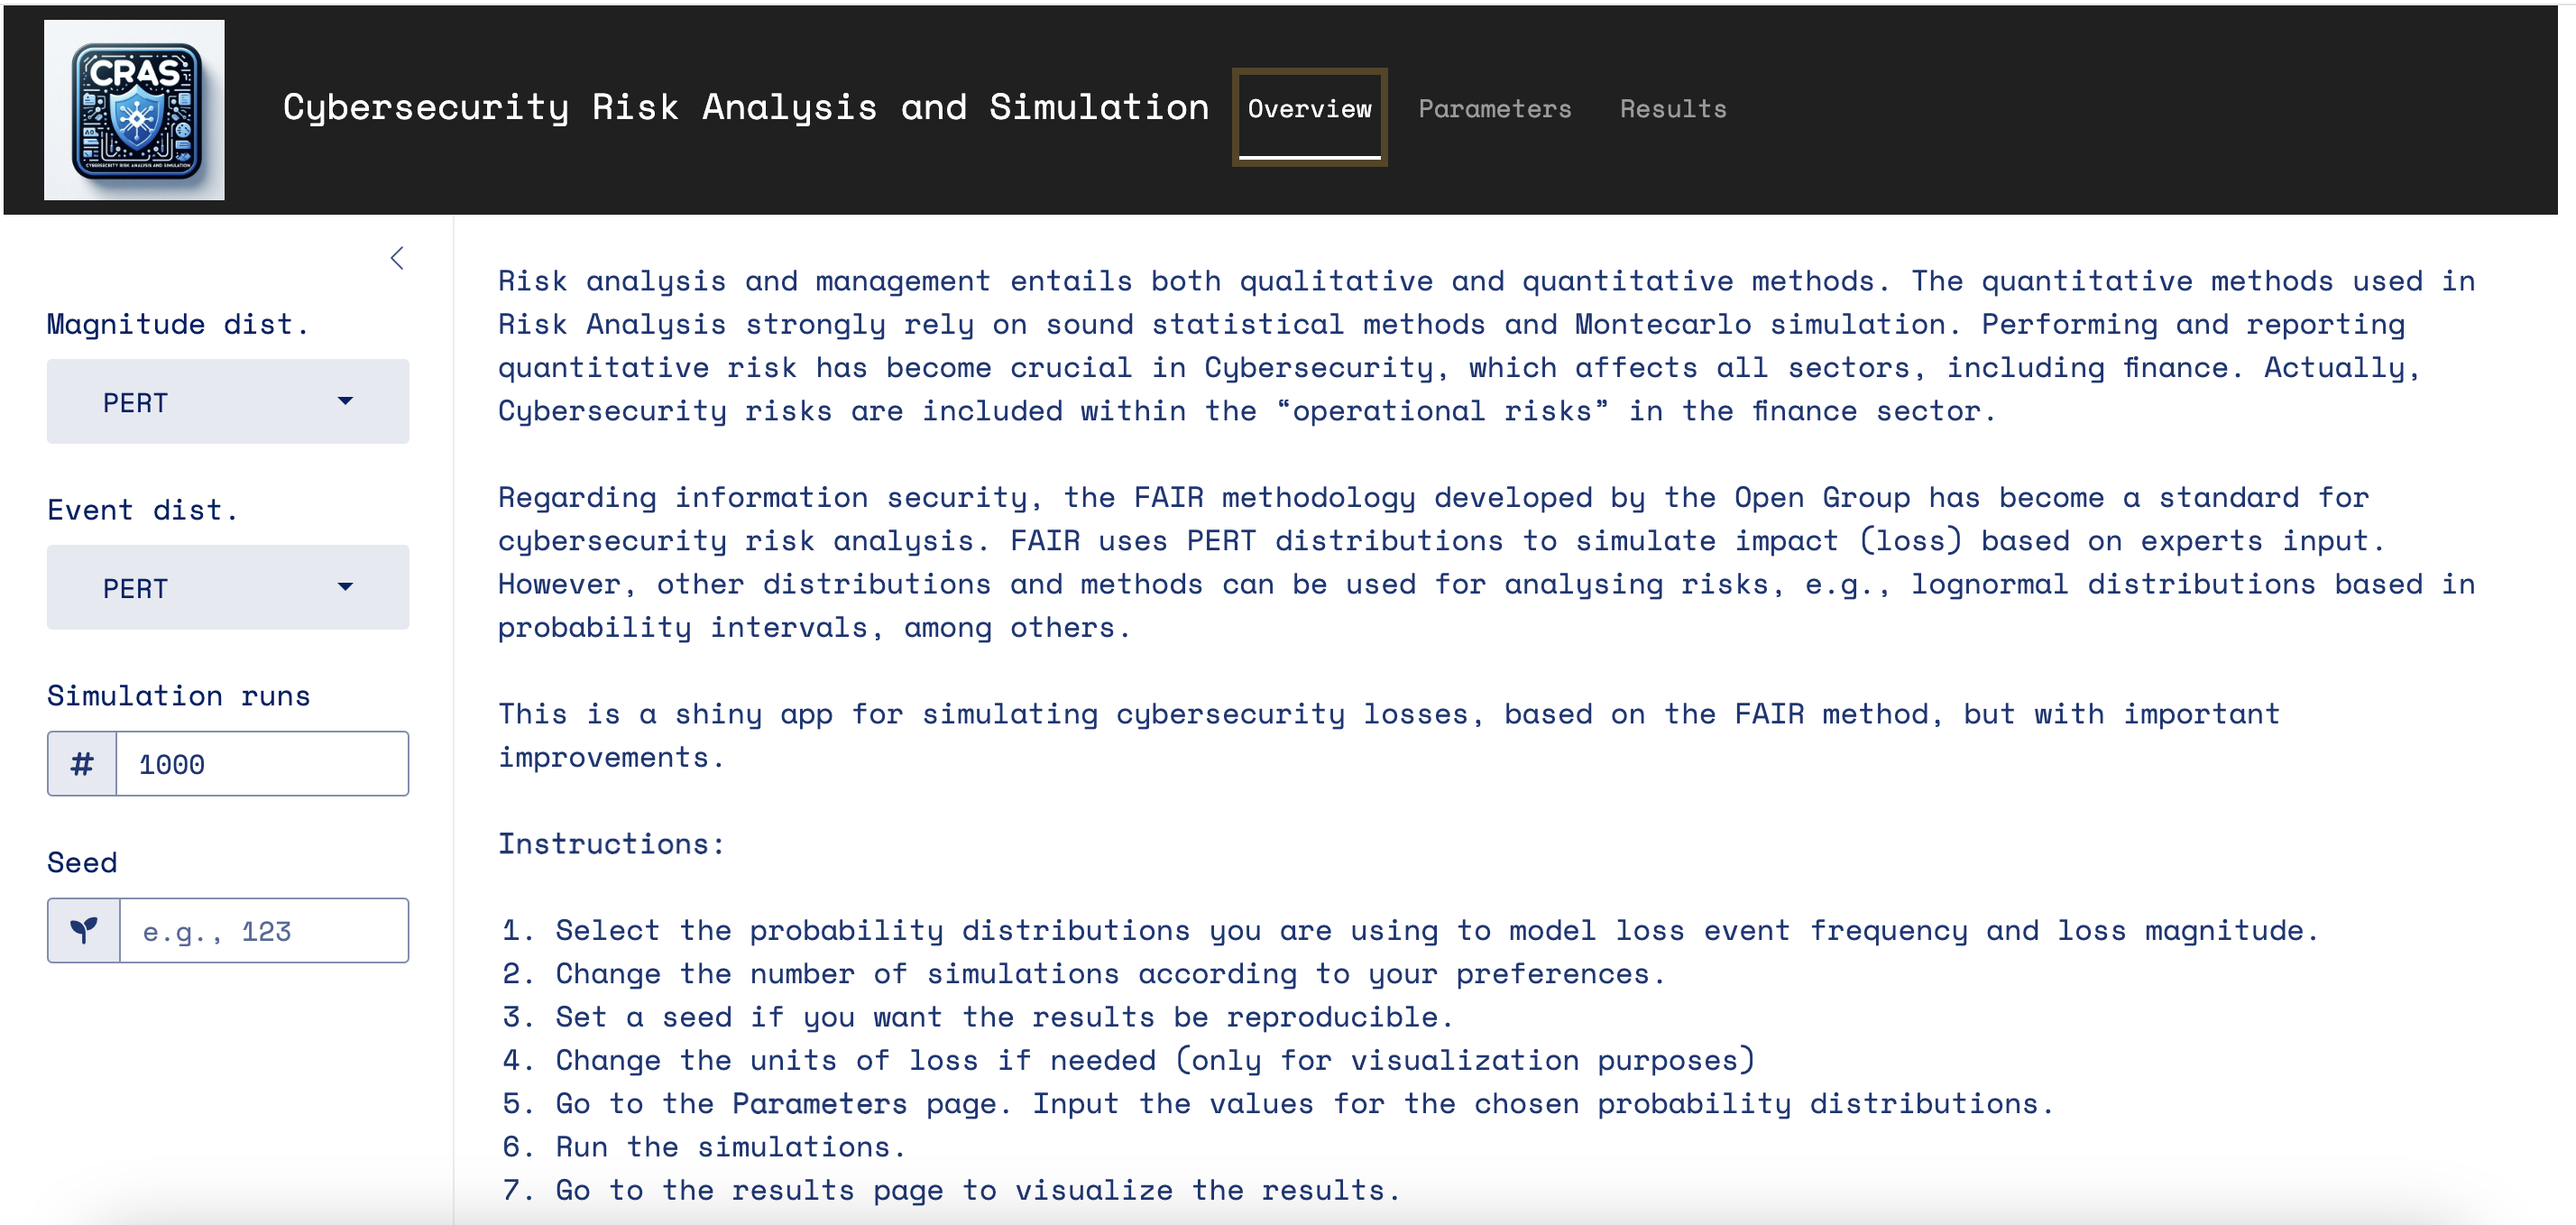 CRAS
CYBERSECRITY RISK ANALYSIS AND SIMULATION
Cybersecurity Risk Analysis and Simulation
Overview
Parameters
Results
Magnitude dist.
PERT
Event dist.
PERT
Simulation runs
# 1000
Seed
e.g., 123
Risk analysis and management entails both qualitative and quantitative methods. The quantitative methods used in
Risk Analysis strongly rely on sound statistical methods and Montecarlo simulation. Performing and reporting
quantitative risk has become crucial in Cybersecurity, which affects all sectors, including finance. Actually,
Cybersecurity risks are included within the “operational risks” in the finance sector.
Regarding information security, the FAIR methodology developed by the Open Group has become a standard for
cybersecurity risk analysis. FAIR uses PERT distributions to simulate impact (loss) based on experts input.
However, other distributions and methods can be used for analysing risks, e.g., lognormal distributions based in
probability intervals, among others.
This is a shiny app for simulating cybersecurity losses, based on the FAIR method, but with important
improvements.
Instructions:
1. Select the probability distributions you are using to model loss event frequency and loss magnitude.
2. Change the number of simulations according to your preferences.
3. Set a seed if you want the results be reproducible.
4. Change the units of loss if needed (only for visualization purposes)
5. Go to the Parameters page. Input the values for the chosen probability distributions.
6. Run the simulations.
7. Go to the results page to visualize the results.